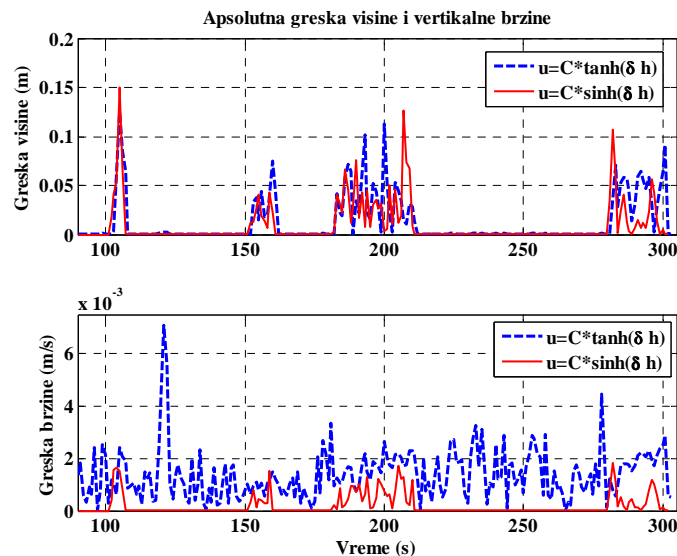 Apsolutna greska visine i vertikalne brzine
Greska visine (m)
0.2
0.15
0.1
0.05
0
u=C*tanh(δ h)
u=C*sinh(δ h)
100 150 200 250 300
x 10⁻³
Greska brzine (m/s)
6
4
2
0
u=C*tanh(δ h)
u=C*sinh(δ h)
100 150 200 250 300
Vreme (s)